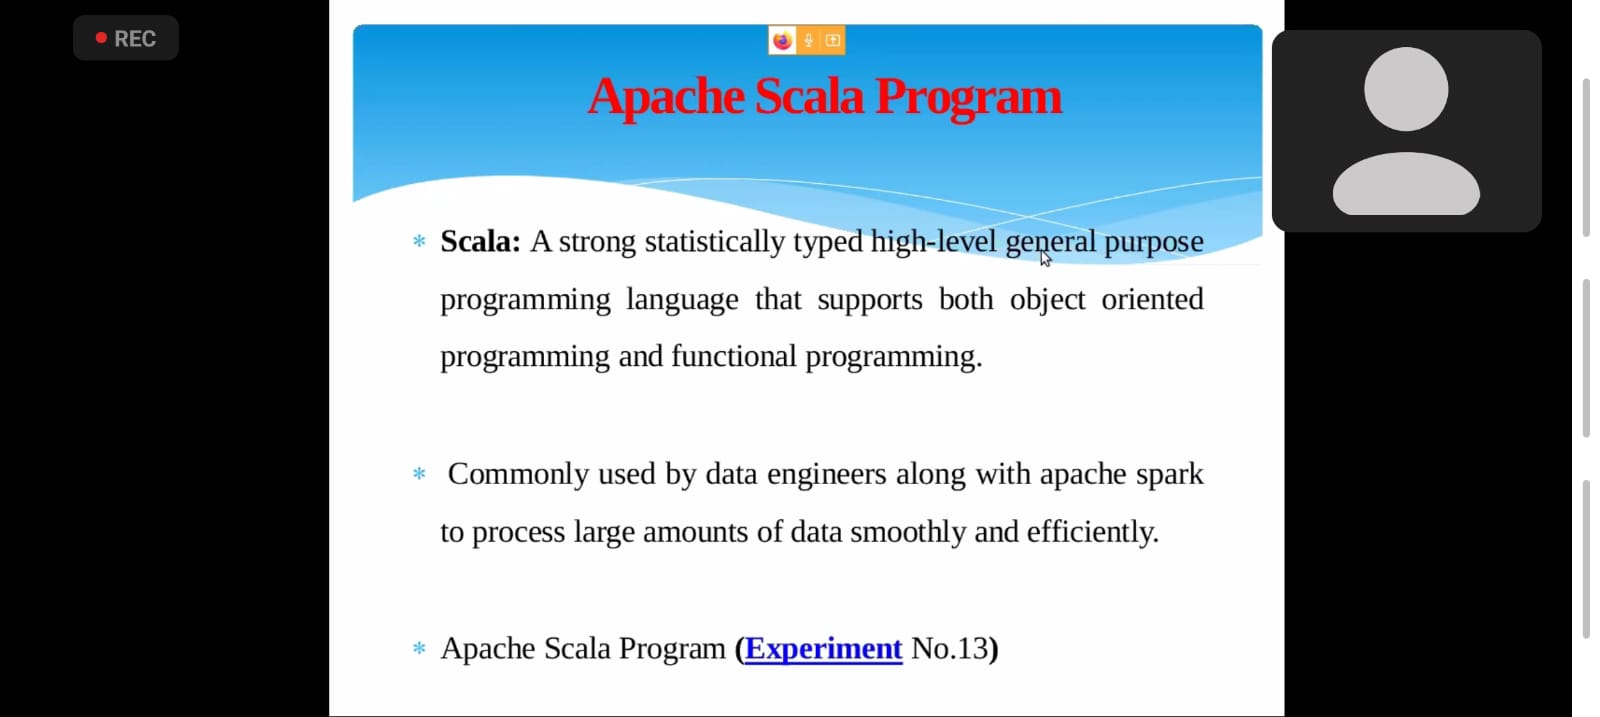 REC
Apache Scala Program
Scala: A strong statistically typed high-level general purpose
programming language that supports both object oriented
programming and functional programming.
Commonly used by data engineers along with apache spark
to process large amounts of data smoothly and efficiently.
Apache Scala Program (Experiment No.13)